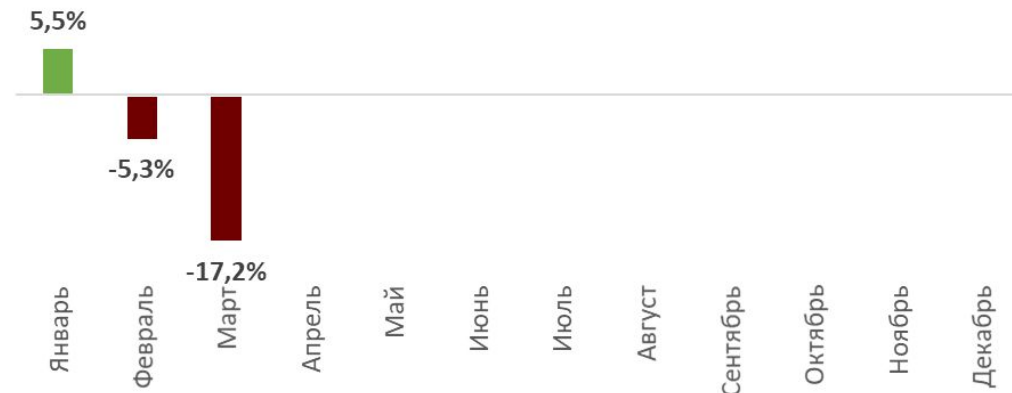 5,5%
-5,3%
-17,2%
Январь
Февраль
Март
Апрель
Май
Июнь
Июль
Август
Сентябрь
Октябрь
Ноябрь
Декабрь